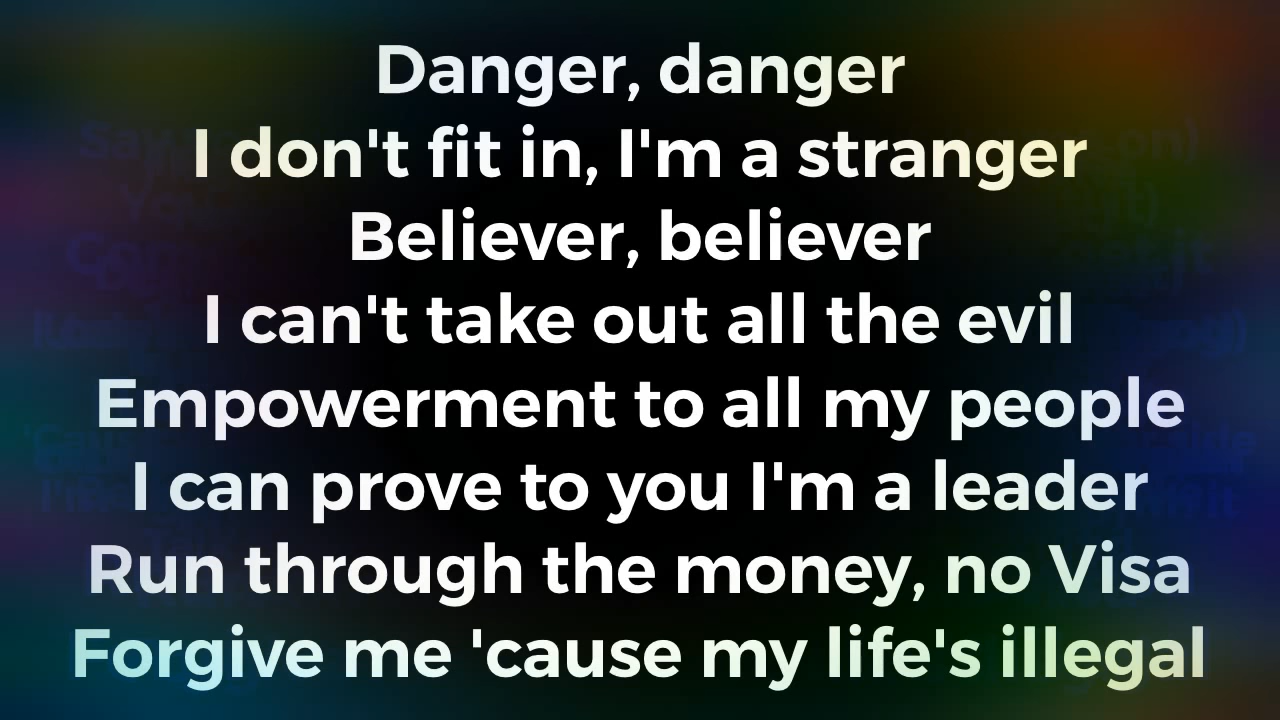 Danger, danger
I don't fit in, I'm a stranger
Believer, believer
I can't take out all the evil
Empowerment to all my people
I can prove to you I'm a leader
Run through the money, no Visa
Forgive me 'cause my life's illegal